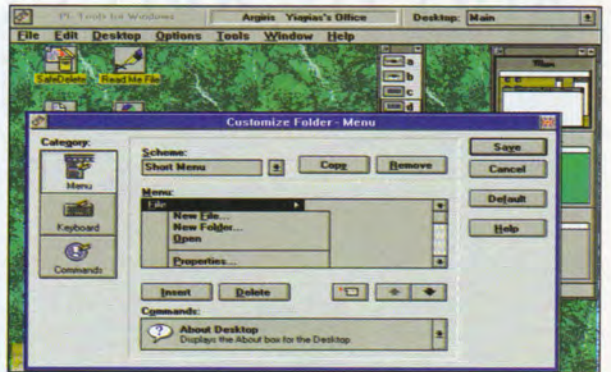 PC Tools for Windows
Argiris Yiayias's Office
Desktop: Main
File Edit Desktop Options Tools Window Help
SafeDelete
Read Me File
a
b
c
d
Customize Folder - Menu
Category:
Menu
Keyboard
Commands
Scheme:
Short Menu
Copy
Remove
Menu:
File
New File...
New Folder...
Open
Properties...
Insert
Delete
Commands:
About Desktop
Displays the About box for the Desktop
Save
Cancel
Default
Help